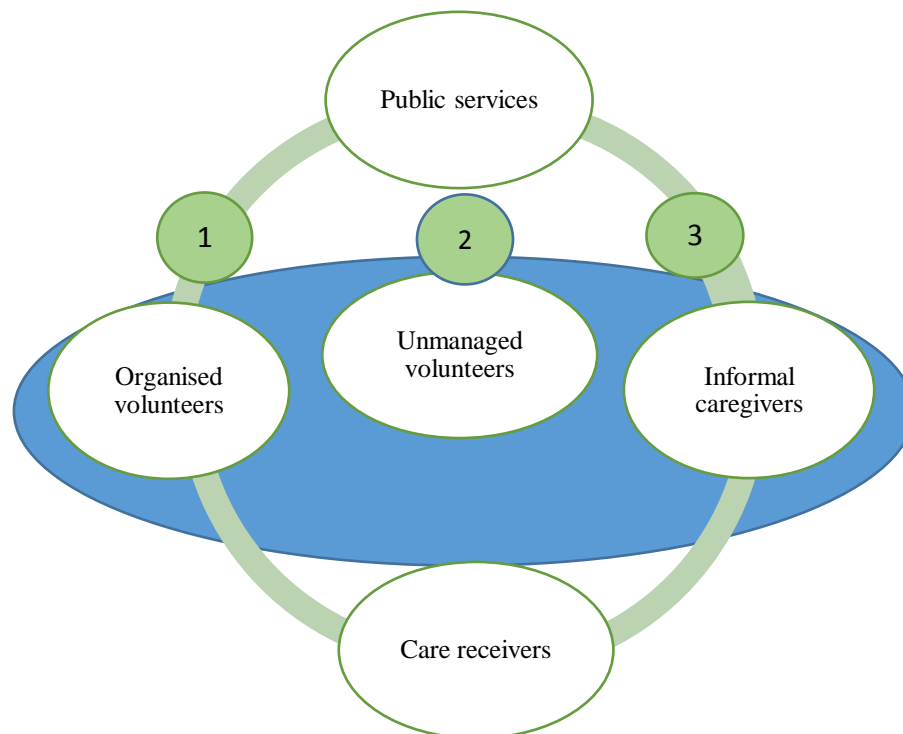 Public services
1
2
3
Unmanaged
volunteers
Organised
volunteers
Informal
caregivers
Care receivers